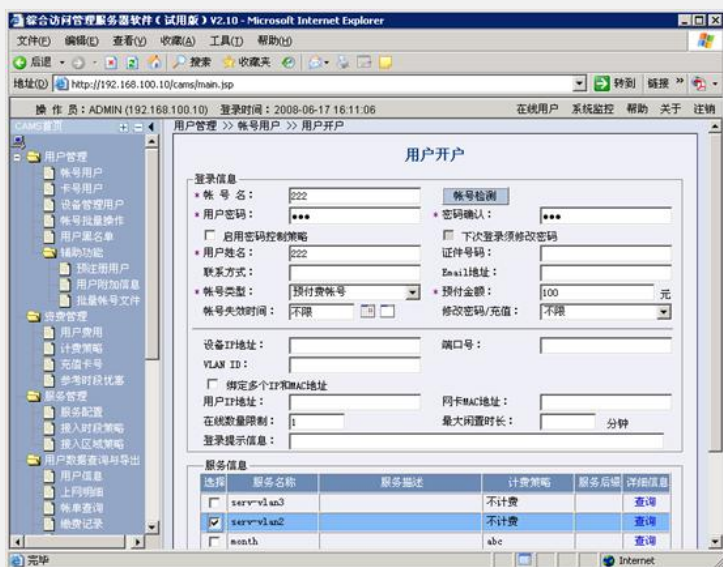 综合访问管理服务器软件(试用版)V2.10 - Microsoft Internet Explorer
文件(F) 编辑(E) 查看(V) 收藏(A) 工具(T) 帮助(H)
后退 搜索 收藏夹
地址(D) http://192.168.100.10/cams/main.jsp 转到 链接 »
操 作 员:ADMIN (192.168.100.10) 登录时间:2008-06-17 16:11:06 在线用户 系统监控 帮助 关于 注销
CAMS首页
用户管理 >> 帐号用户 >> 用户开户
用户管理
帐号用户
卡号用户
设备管理用户
帐号批量操作
用户黑名单
辅助功能
预注册用户
用户附加信息
批量帐号文件
资费管理
用户费用
计费策略
充值卡号
参考时段优惠
服务管理
服务配置
接入时段策略
接入区域策略
用户数据查询与导出
用户信息
上网明细
帐单查询
缴费记录
用户开户
登录信息
* 帐 号 名: 222 帐号检测
* 用户密码: ●●● * 密码确认: ●●●
启用密码控制策略 下次登录须修改密码
* 用户姓名: 222 证件号码:
联系方式: Email地址:
* 帐号类型: 预付费帐号 * 预付金额: 100 元
帐号失效时间: 不限 修改密码/充值: 不限
设备IP地址: 端口号:
VLAN ID:
绑定多个IP和MAC地址
用户IP地址: 网卡MAC地址:
在线数量限制: 1 最大闲置时长: 分钟
登录提示信息:
服务信息
选择 服务名称 服务描述 计费策略 服务后缀 详细信息
serv-vlan3 不计费 查询
serv-vlan2 不计费 查询
month abc 查询
完毕 Internet